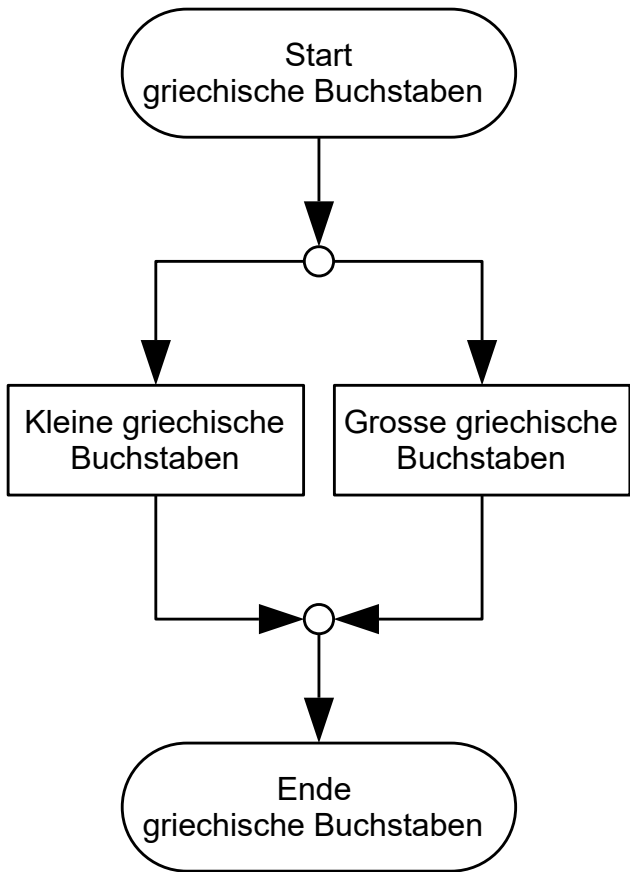 Start
griechische Buchstaben
Kleine griechische
Buchstaben
Grosse griechische
Buchstaben
Ende
griechische Buchstaben